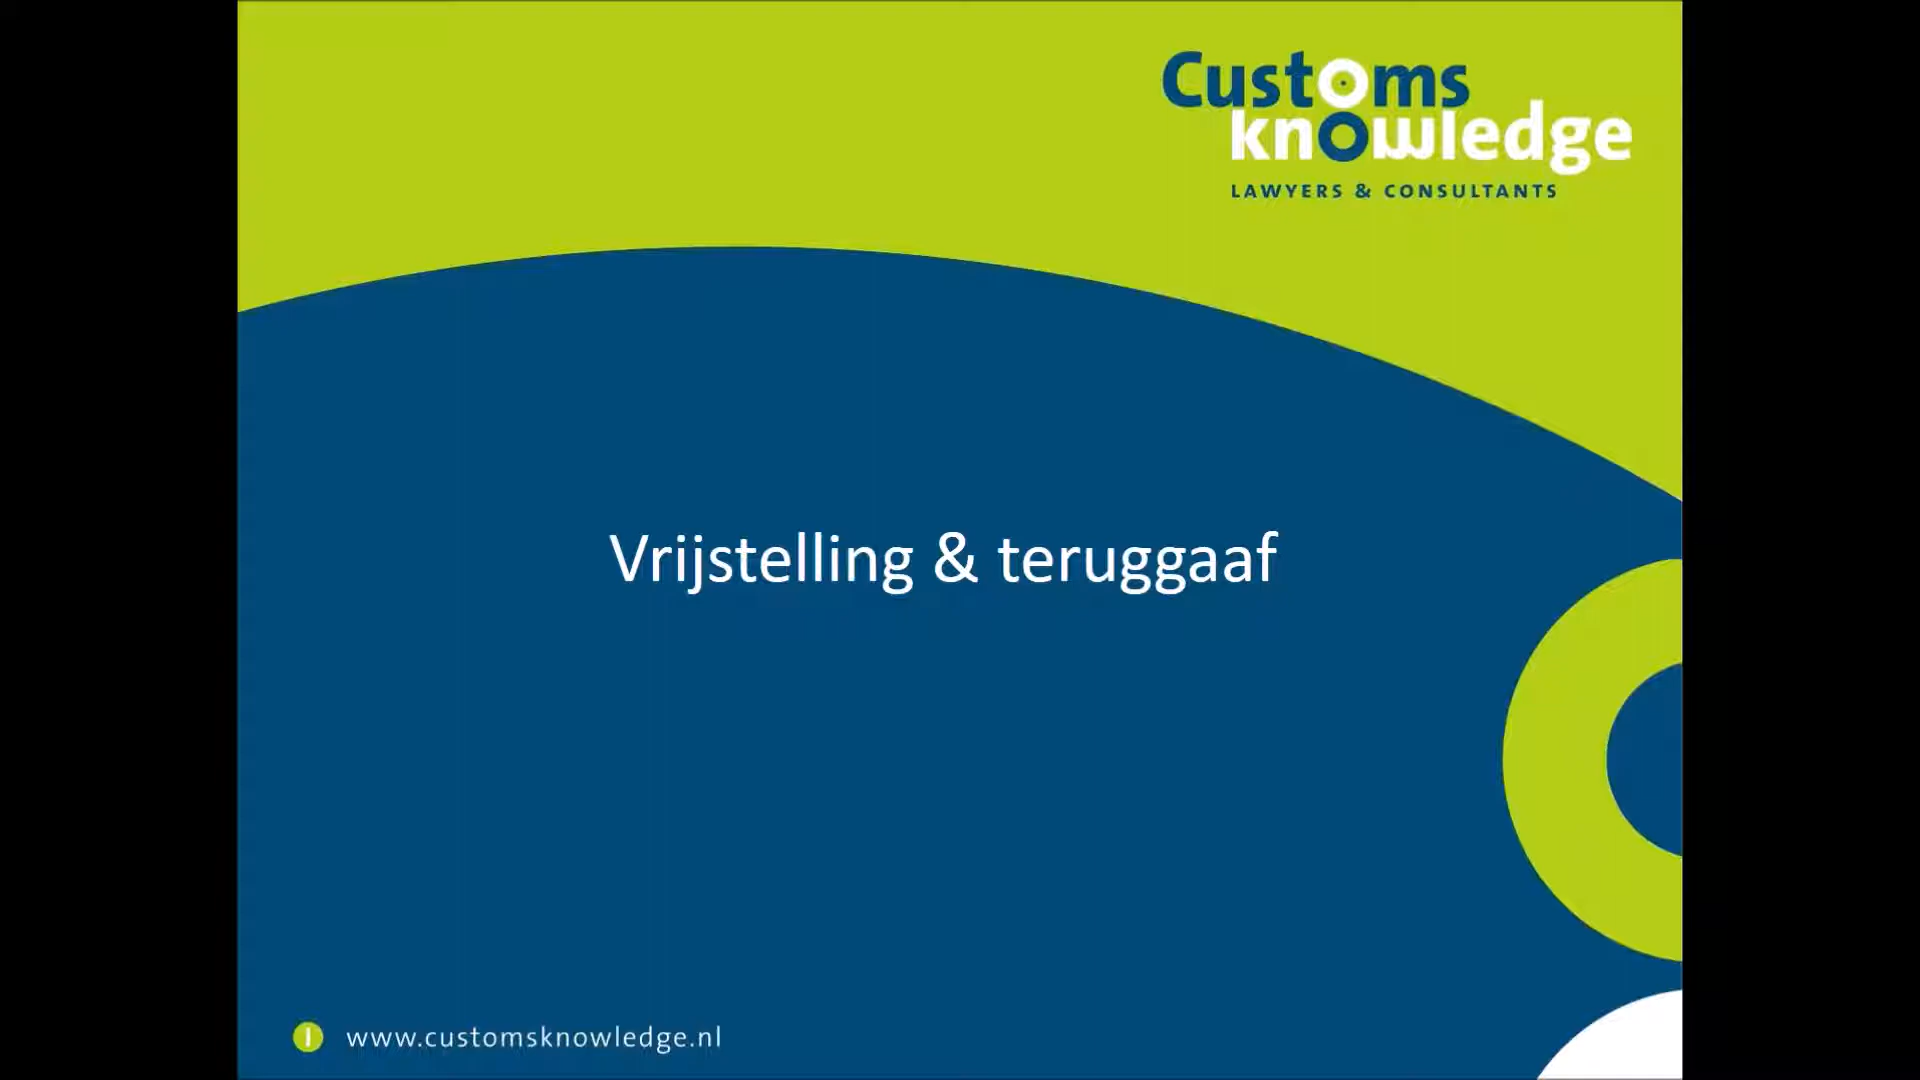 Customs
knowledge
LAWYERS & CONSULTANTS
Vrijstelling & teruggaaf
www.customsknowledge.nl